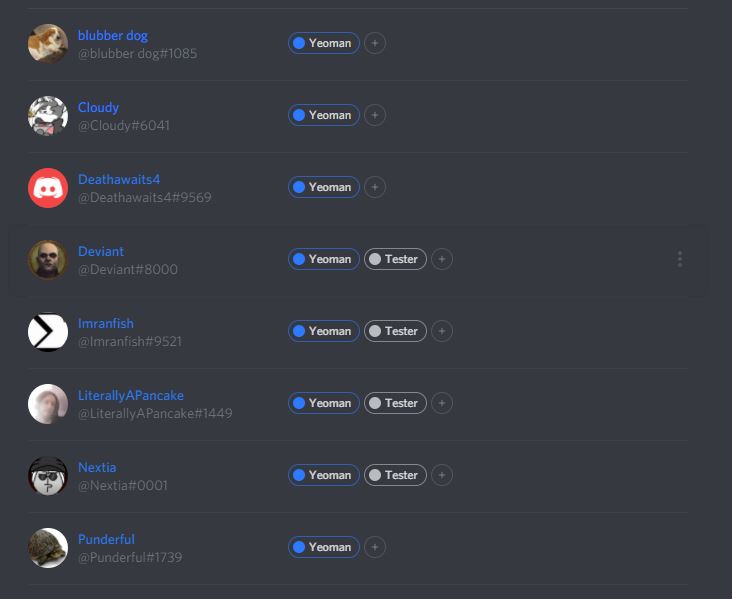 blubber dog
@blubber dog#1085
Yeoman +
Cloudy
@Cloudy#6041
Yeoman +
Deathawaits4
@Deathawaits4#9569
Yeoman +
Deviant
@Deviant#8000
Yeoman Tester +
Imranfish
@Imranfish#9521
Yeoman Tester +
LiterallyAPancake
@LiterallyAPancake#1449
Yeoman Tester +
Nextia
@Nextia#0001
Yeoman Tester +
Punderful
@Punderful#1739
Yeoman +